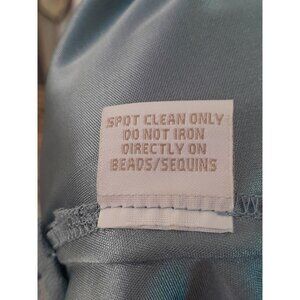 SPOT CLEAN ONLY
DO NOT IRON
DIRECTLY ON
BEADS/SEQUINS